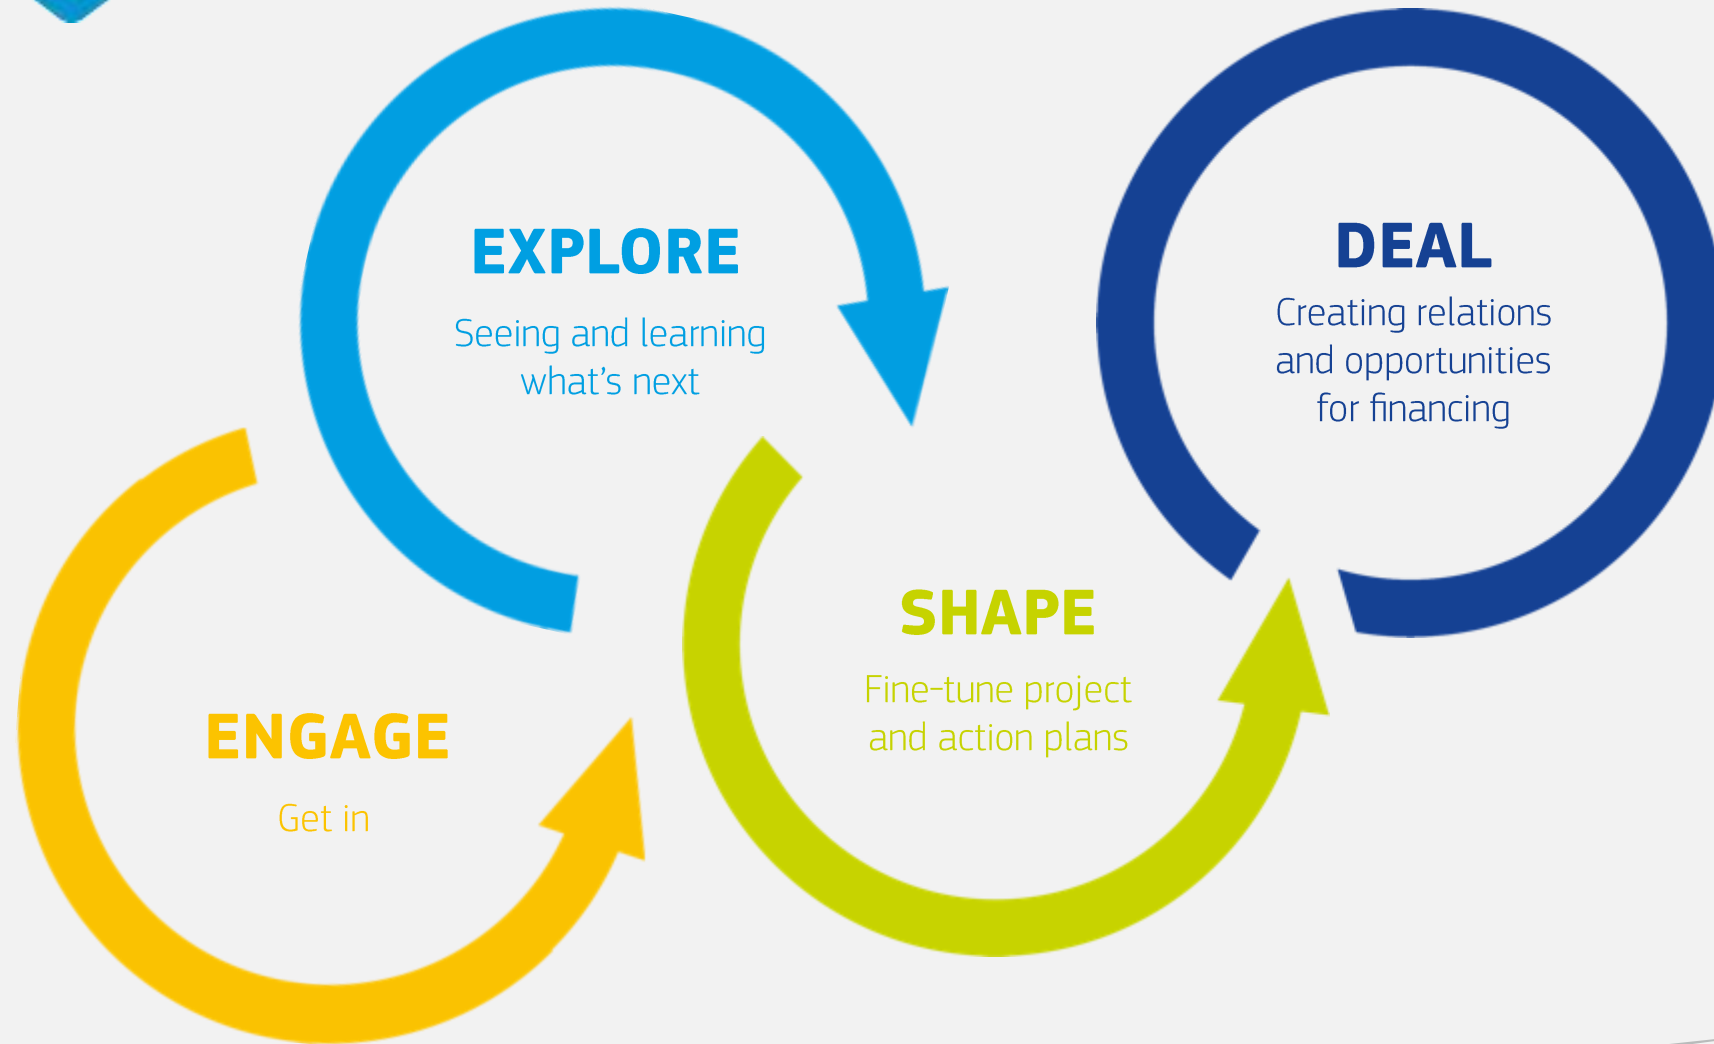 ENGAGE
Get in
EXPLORE
Seeing and learning
what’s next
SHAPE
Fine-tune project
and action plans
DEAL
Creating relations
and opportunities
for financing